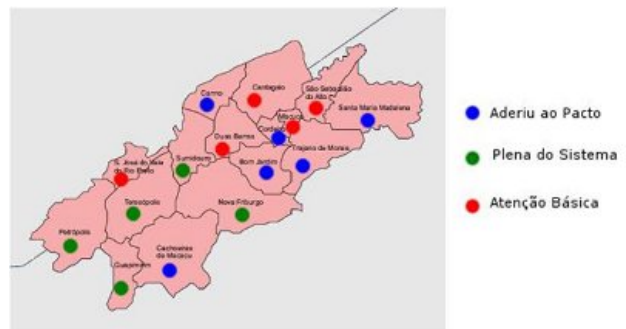 Cantagalo
São Sebastião
do Alto
Carmo
Macuco
Santa Maria Madalena
Cordeiro
Duas Barras
Trajano de Morais
S. José do Vale
do Rio Preto
Sumidouro
Bom Jardim
Teresópolis
Nova Friburgo
Petrópolis
Cachoeiras
de Macacu
Guapimirim
Aderiu ao Pacto
Plena do Sistema
Atenção Básica